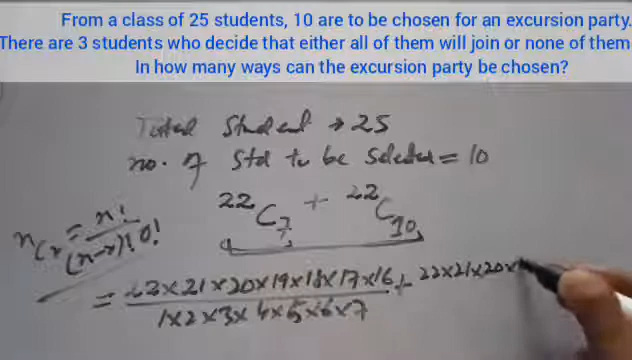 From a class of 25 students, 10 are to be chosen for an excursion party.
There are 3 students who decide that either all of them will join or none of them
In how many ways can the excursion party be chosen?
Total Student → 25
no. of Std to be Selected = 10
²²C₇ + ²²C₁₀
ⁿCᵣ = n! / (n-r)! 0!
= 22×21×20×19×18×17×16 / 1×2×3×4×5×6×7 + 22×21×20×